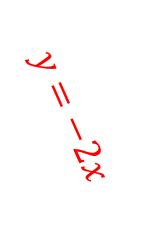 y = −2x